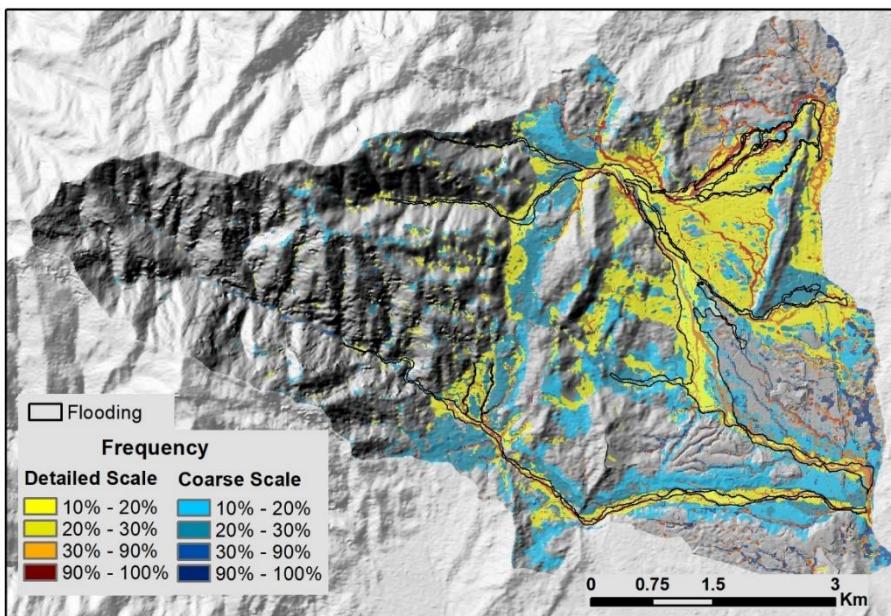 Flooding
Frequency
Detailed Scale Coarse Scale
10% - 20% 10% - 20%
20% - 30% 20% - 30%
30% - 90% 30% - 90%
90% - 100% 90% - 100%
0 0.75 1.5 3
Km